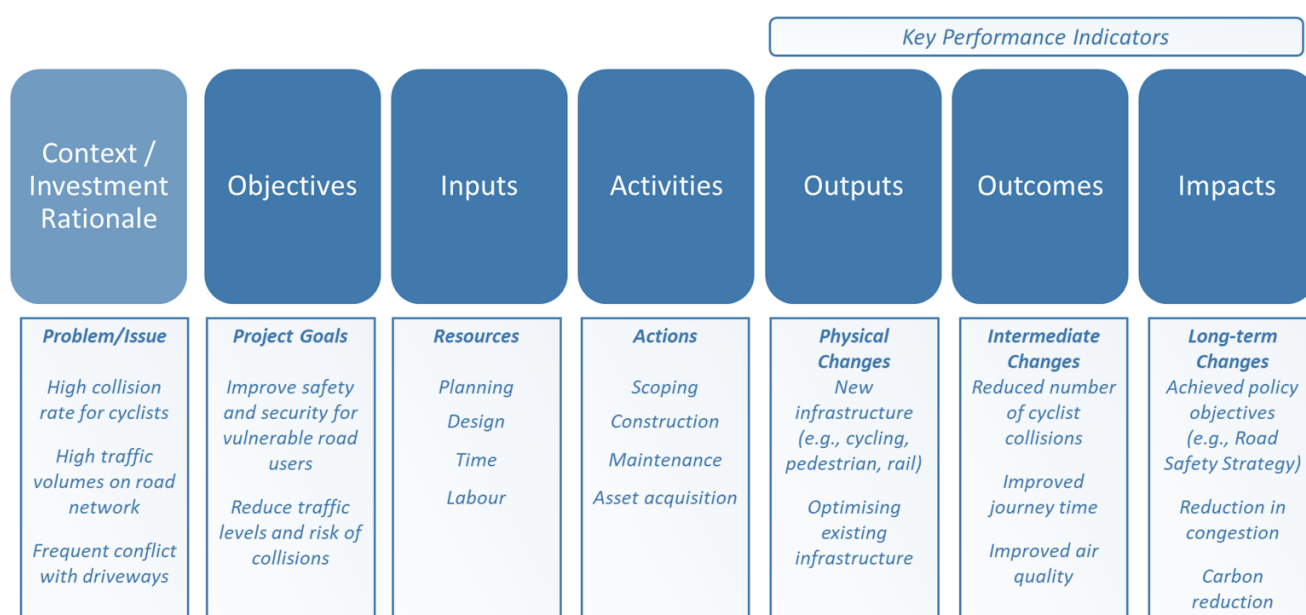 Key Performance Indicators
Context /
Investment
Rationale
Objectives
Inputs
Activities
Outputs
Outcomes
Impacts
Problem/Issue
High collision
rate for cyclists
High traffic
volumes on road
network
Frequent conflict
with driveways
Project Goals
Improve safety
and security for
vulnerable road
users
Reduce traffic
levels and risk of
collisions
Resources
Planning
Design
Time
Labour
Actions
Scoping
Construction
Maintenance
Asset acquisition
Physical
Changes
New
infrastructure
(e.g., cycling,
pedestrian, rail)
Optimising
existing
infrastructure
Intermediate
Changes
Reduced number
of cyclist
collisions
Improved
journey time
Improved air
quality
Long-term
Changes
Achieved policy
objectives
(e.g., Road
Safety Strategy)
Reduction in
congestion
Carbon
reduction